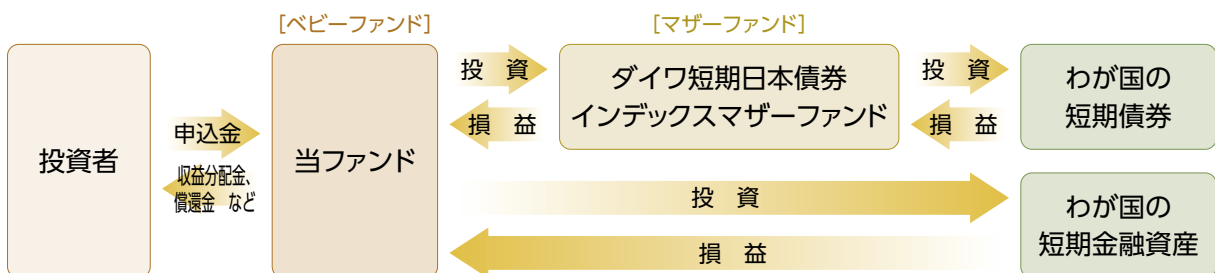 [ベビーファンド]
[マザーファンド]
投資者
申込金
収益分配金、
償還金 など
当ファンド
投 資
損 益
ダイワ短期日本債券
インデックスマザーファンド
投 資
損 益
わが国の
短期債券
投 資
損 益
わが国の
短期金融資産